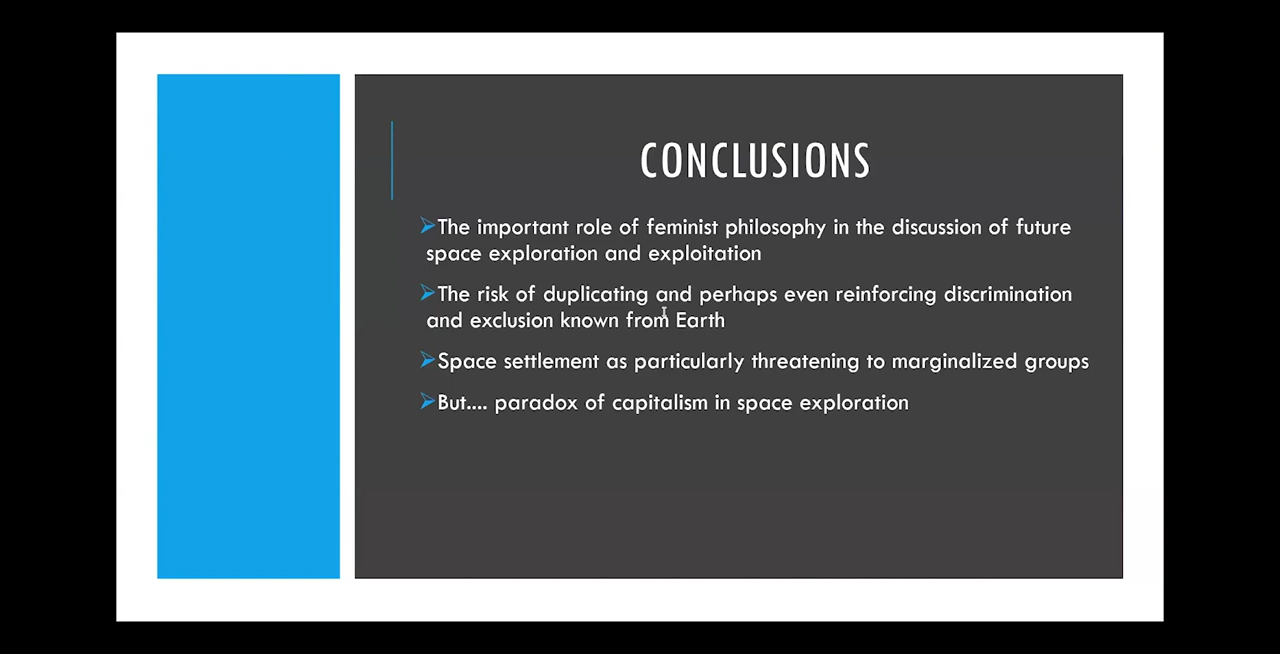 CONCLUSIONS
➢The important role of feminist philosophy in the discussion of future
space exploration and exploitation
➢The risk of duplicating and perhaps even reinforcing discrimination
and exclusion known from Earth
➢Space settlement as particularly threatening to marginalized groups
➢But.... paradox of capitalism in space exploration